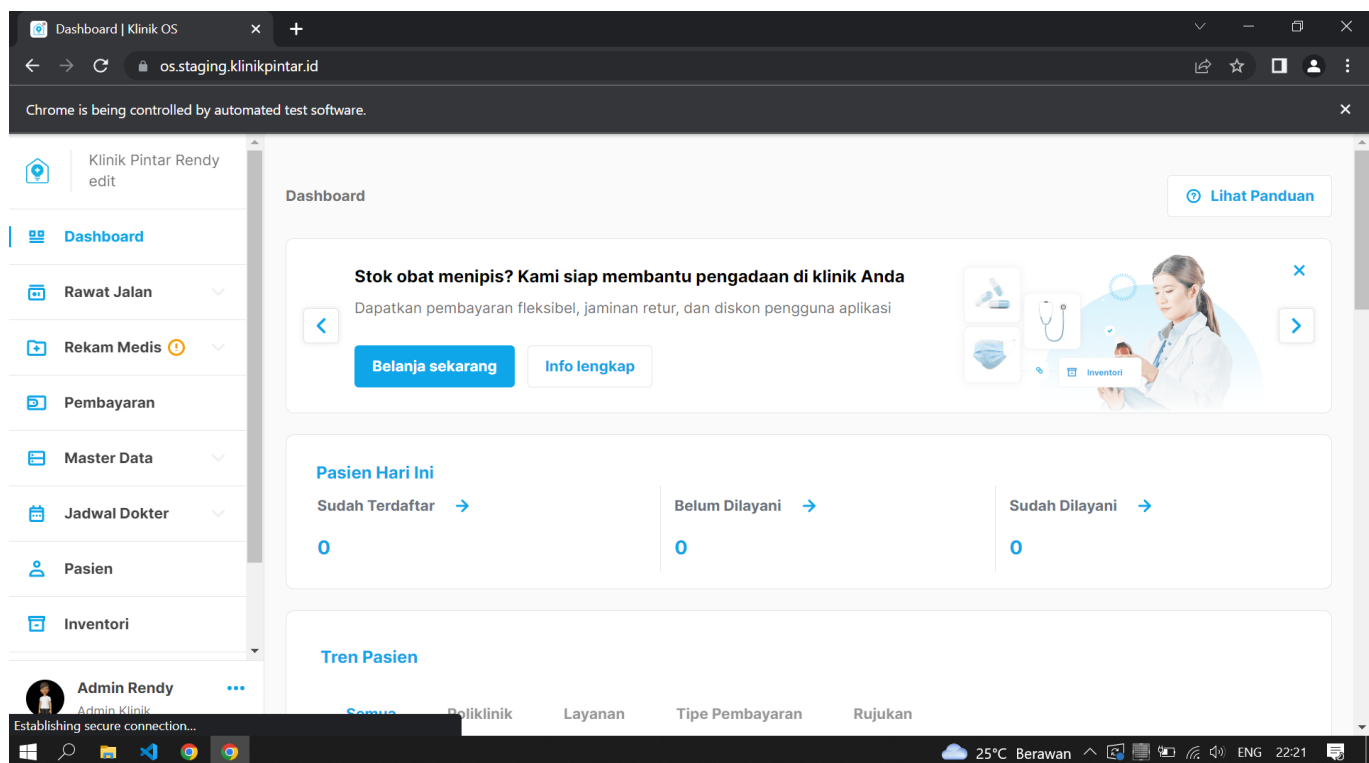 Dashboard | Klinik OS
os.staging.klinikpintar.id
Chrome is being controlled by automated test software.
Klinik Pintar Rendy
edit
Dashboard
Rawat Jalan
Rekam Medis
Pembayaran
Master Data
Jadwal Dokter
Pasien
Inventori
Admin Rendy
Admin Klinik
Establishing secure connection...
Dashboard
Lihat Panduan
Stok obat menipis? Kami siap membantu pengadaan di klinik Anda
Dapatkan pembayaran fleksibel, jaminan retur, dan diskon pengguna aplikasi
Belanja sekarang Info lengkap
Inventori
Pasien Hari Ini
Sudah Terdaftar Belum Dilayani Sudah Dilayani
0 0 0
Tren Pasien
Semua Poliklinik Layanan Tipe Pembayaran Rujukan
25°C Berawan ENG 22:21